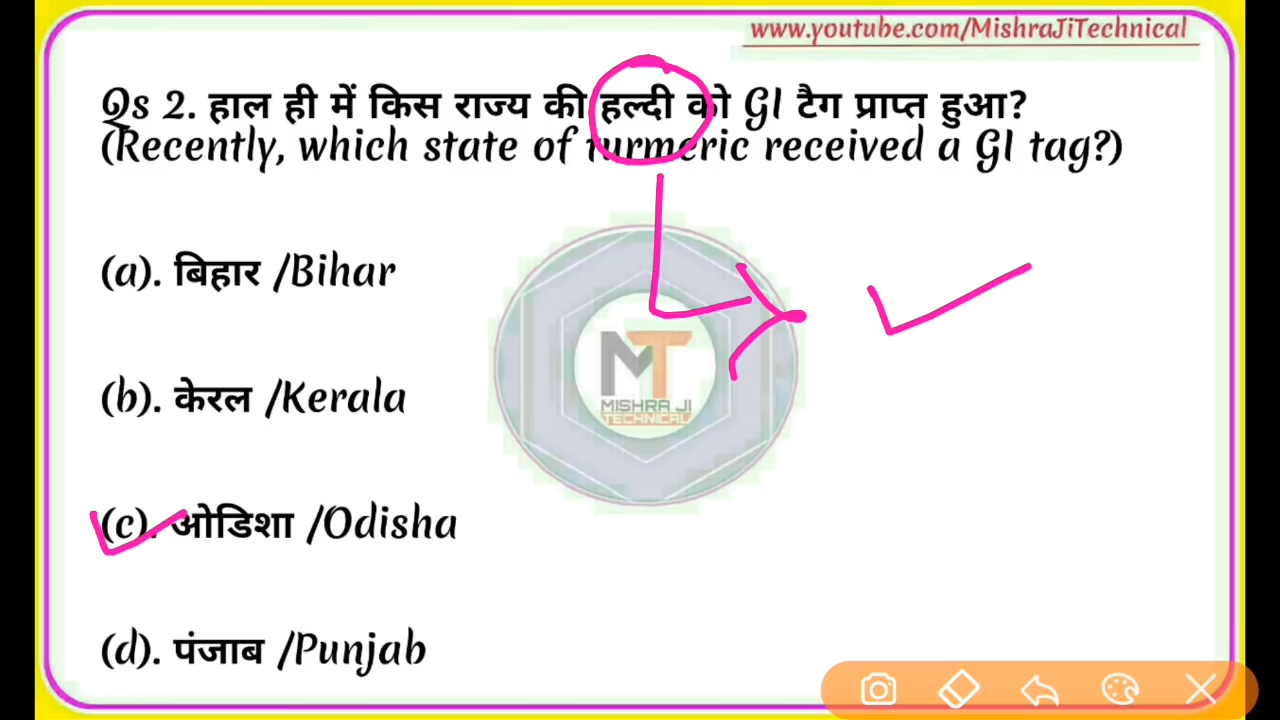 www.youtube.com/MishraJiTechnical
Qs 2. हाल ही में किस राज्य की हल्दी को GI टैग प्राप्त हुआ?
(Recently, which state of turmeric received a GI tag?)
(a). बिहार /Bihar
(b). केरल /Kerala
MT
MISHRA JI
TECHNICAL
(c). ओडिशा /Odisha
(d). पंजाब /Punjab